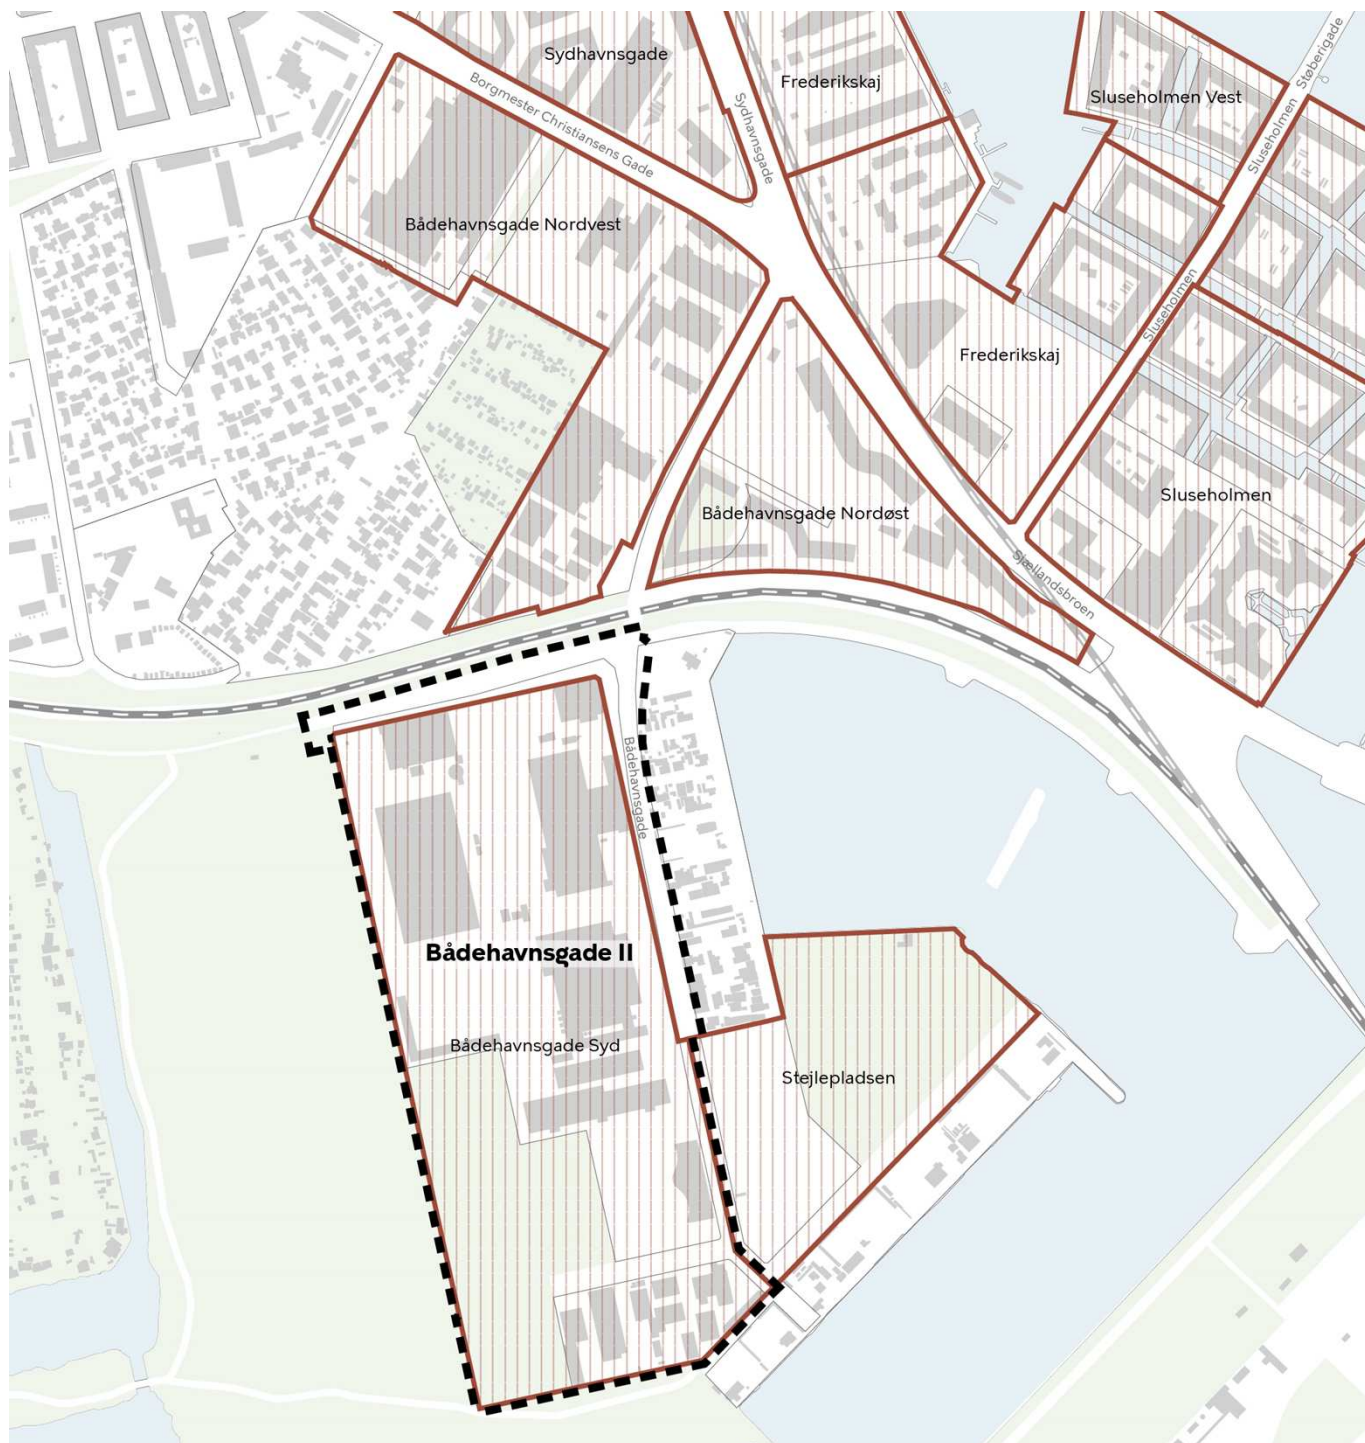 Sydhavnsgade
Frederikskaj
Sluseholmen Vest
Støberigade
Borgmester Christiansens Gade
Sydhavnsgade
Sluseholmen
Bådehavnsgade Nordvest
Sluseholmen
Frederikskaj
Sluseholmen
Bådehavnsgade Nordøst
Sjællandsbroen
Bådehavnsgade
Bådehavnsgade II
Bådehavnsgade Syd
Stejlepladsen